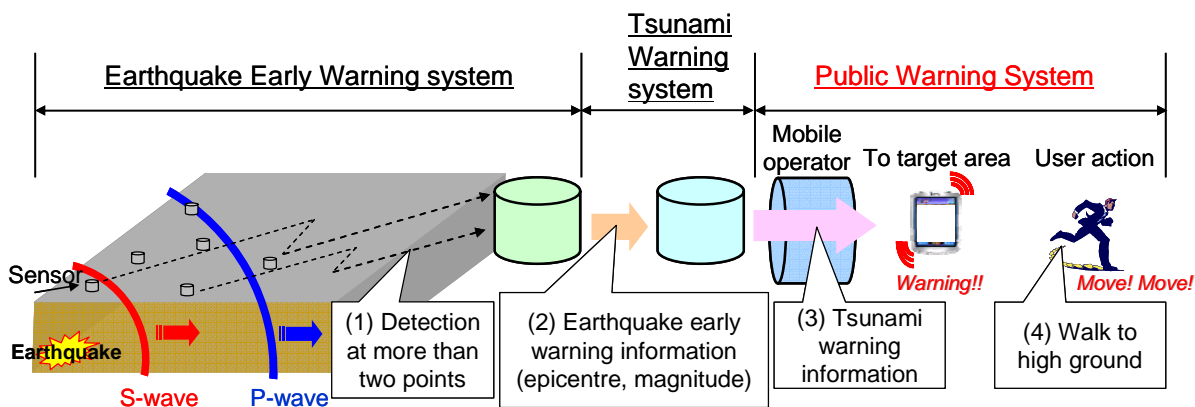 Earthquake Early Warning system
Tsunami
Warning
system
Public Warning System
Mobile
operator
To target area
User action
Sensor
Earthquake
S-wave
P-wave
(1) Detection
at more than
two points
(2) Earthquake early
warning information
(epicentre, magnitude)
(3) Tsunami
warning
information
Warning!!
Move! Move!
(4) Walk to
high ground